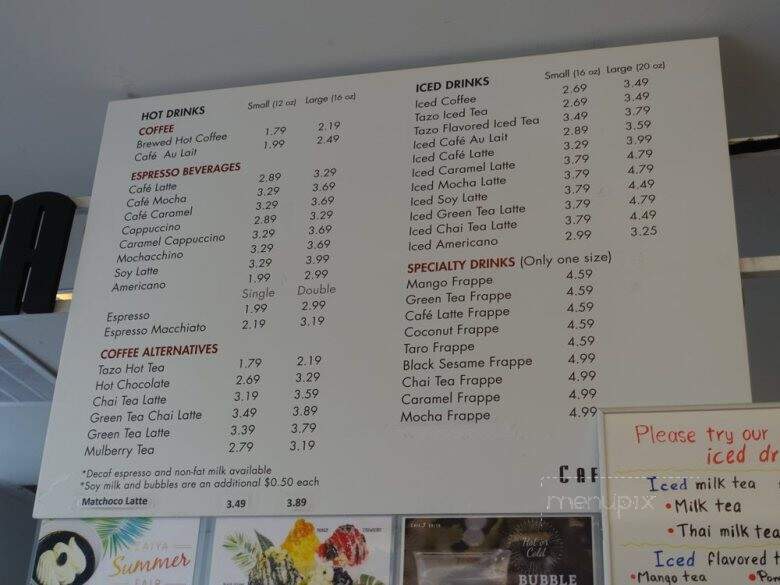 HOT DRINKS Small (12 oz) Large (16 oz)
COFFEE
Brewed Hot Coffee 1.79 2.19
Café Au Lait 1.99 2.49
ESPRESSO BEVERAGES
Café Latte 2.89 3.29
Café Mocha 3.29 3.69
Café Caramel 3.29 3.69
Cappuccino 2.89 3.29
Caramel Cappuccino 3.29 3.69
Mochacchino 3.29 3.69
Soy Latte 3.29 3.99
Americano 1.99 2.99
Single Double
Espresso 1.99 2.99
Espresso Macchiato 2.19 3.19
COFFEE ALTERNATIVES
Tazo Hot Tea 1.79 2.19
Hot Chocolate 2.69 3.29
Chai Tea Latte 3.19 3.59
Green Tea Chai Latte 3.49 3.89
Green Tea Latte 3.39 3.79
Mulberry Tea 2.79 3.19
*Decaf espresso and non-fat milk available
*Soy milk and bubbles are an additional $0.50 each
Matchoco Latte 3.49 3.89
ICED DRINKS Small (16 oz) Large (20 oz)
Iced Coffee 2.69 3.49
Tazo Iced Tea 2.69 3.49
Tazo Flavored Iced Tea 3.49 3.79
Iced Café Au Lait 2.89 3.59
Iced Café Latte 3.29 3.99
Iced Caramel Latte 3.79 4.79
Iced Mocha Latte 3.79 4.79
Iced Soy Latte 3.79 4.49
Iced Green Tea Latte 3.79 4.79
Iced Chai Tea Latte 3.79 4.49
Iced Americano 2.99 3.25
SPECIALTY DRINKS (Only one size)
Mango Frappe 4.59
Green Tea Frappe 4.59
Café Latte Frappe 4.59
Coconut Frappe 4.59
Taro Frappe 4.59
Black Sesame Frappe 4.99
Chai Tea Frappe 4.99
Caramel Frappe 4.99
Mocha Frappe 4.99
CAF
menupix
Please try our
iced dr
Iced milk tea
• Milk tea
• Thai milk tea
Iced flavored t
• Mango tea
Summer
FAIR
Hot or
Cold
BUBBLE